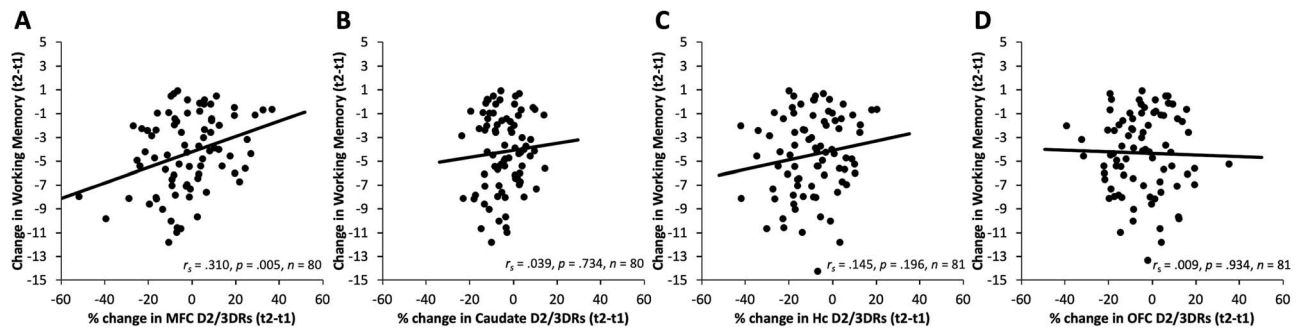 A
Change in Working Memory (t2-t1)
5
3
1
-1
-3
-5
-7
-9
-11
-13
-15
-60 -40 -20 0 20 40 60
r_s = .310, p = .005, n = 80
% change in MFC D2/3DRs (t2-t1)
B
Change in Working Memory (t2-t1)
5
3
1
-1
-3
-5
-7
-9
-11
-13
-15
-60 -40 -20 0 20 40 60
r_s = .039, p = .734, n = 80
% change in Caudate D2/3DRs (t2-t1)
C
Change in Working Memory (t2-t1)
5
3
1
-1
-3
-5
-7
-9
-11
-13
-15
-60 -40 -20 0 20 40 60
r_s = .145, p = .196, n = 81
% change in Hc D2/3DRs (t2-t1)
D
Change in Working Memory (t2-t1)
5
3
1
-1
-3
-5
-7
-9
-11
-13
-15
-60 -40 -20 0 20 40 60
r_s = .009, p = .934, n = 81
% change in OFC D2/3DRs (t2-t1)